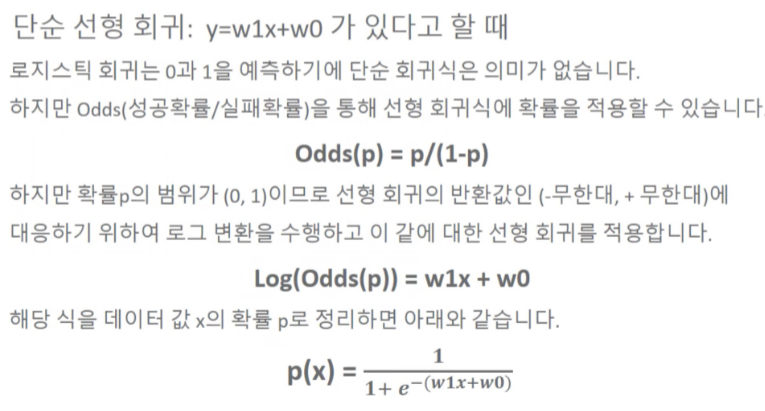 단순 선형 회귀: y=w1x+w0 가 있다고 할 때
로지스틱 회귀는 0과 1을 예측하기에 단순 회귀식은 의미가 없습니다.
하지만 Odds(성공확률/실패확률)을 통해 선형 회귀식에 확률을 적용할 수 있습니다
Odds(p) = p/(1-p)
하지만 확률p의 범위가 (0, 1)이므로 선형 회귀의 반환값인 (-무한대, + 무한대)에
대응하기 위하여 로그 변환을 수행하고 이 같에 대한 선형 회귀를 적용합니다.
Log(Odds(p)) = w1x + w0
해당 식을 데이터 값 x의 확률 p로 정리하면 아래와 같습니다.
p(x) = 1 / 1+ e^−(w1x+w0)